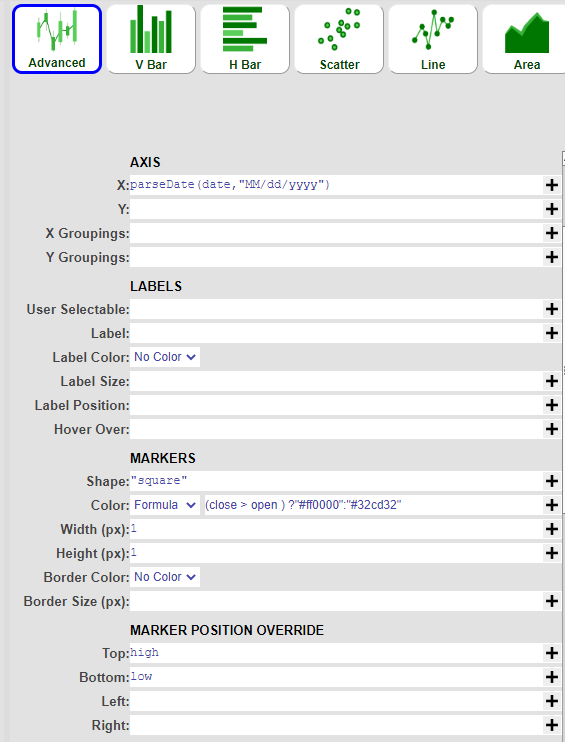 Advanced V Bar H Bar Scatter Line Area
AXIS
X: parseDate(date,"MM/dd/yyyy") +
Y: +
X Groupings: +
Y Groupings: +
LABELS
User Selectable: +
Label: +
Label Color: No Color
Label Size: +
Label Position: +
Hover Over: +
MARKERS
Shape: "square" +
Color: Formula (close > open ) ?"#ff0000":"#32cd32" +
Width (px): 1 +
Height (px): 1 +
Border Color: No Color
Border Size (px): +
MARKER POSITION OVERRIDE
Top: high +
Bottom: low +
Left: +
Right: +